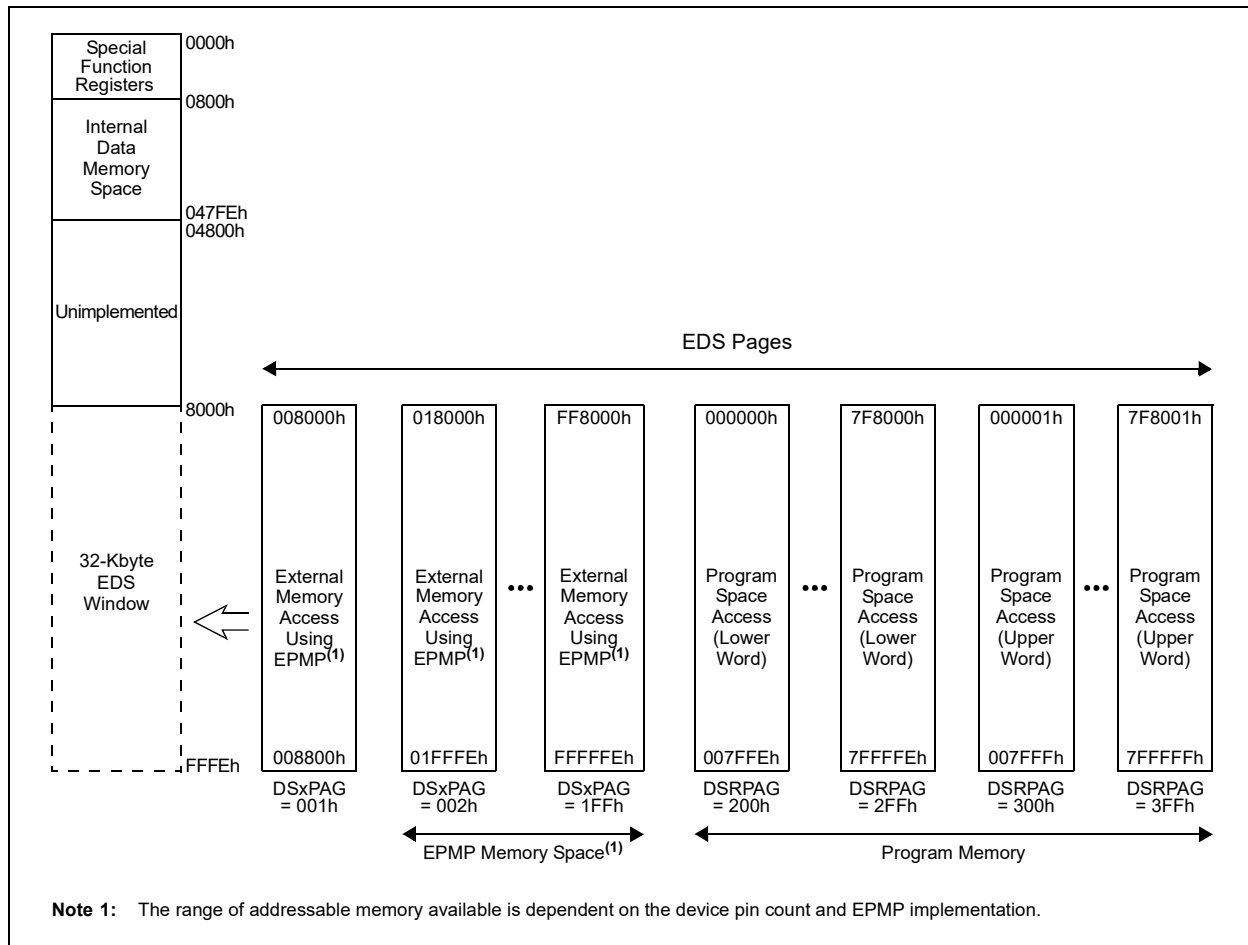 Special
Function
Registers
0000h
0800h
Internal
Data
Memory
Space
047FEh
04800h
Unimplemented
8000h
32-Kbyte
EDS
Window
FFFEh
EDS Pages
008000h
External
Memory
Access
Using
EPMP(1)
008800h
DSxPAG
= 001h
018000h
External
Memory
Access
Using
EPMP(1)
01FFFEh
DSxPAG
= 002h
•••
FF8000h
External
Memory
Access
Using
EPMP(1)
FFFFFEh
DSxPAG
= 1FFh
EPMP Memory Space(1)
000000h
Program
Space
Access
(Lower
Word)
007FFEh
DSRPAG
= 200h
•••
7F8000h
Program
Space
Access
(Lower
Word)
7FFFFEh
DSRPAG
= 2FFh
000001h
Program
Space
Access
(Upper
Word)
007FFFh
DSRPAG
= 300h
•••
7F8001h
Program
Space
Access
(Upper
Word)
7FFFFFh
DSRPAG
= 3FFh
Program Memory
Note 1: The range of addressable memory available is dependent on the device pin count and EPMP implementation.